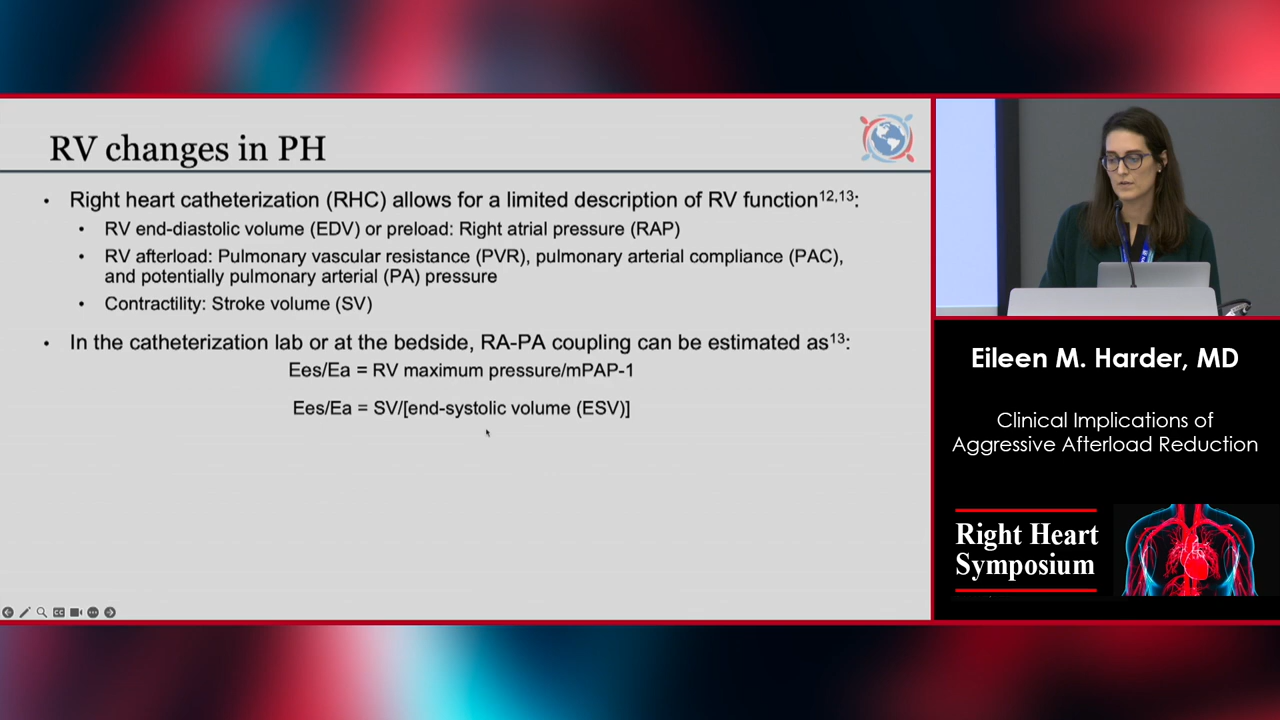 RV changes in PH
• Right heart catheterization (RHC) allows for a limited description of RV function12,13:
• RV end-diastolic volume (EDV) or preload: Right atrial pressure (RAP)
• RV afterload: Pulmonary vascular resistance (PVR), pulmonary arterial compliance (PAC),
and potentially pulmonary arterial (PA) pressure
• Contractility: Stroke volume (SV)
• In the catheterization lab or at the bedside, RA-PA coupling can be estimated as13:
Ees/Ea = RV maximum pressure/mPAP-1
Ees/Ea = SV/[end-systolic volume (ESV)]
Eileen M. Harder, MD
Clinical Implications of
Aggressive Afterload Reduction
Right Heart
Symposium